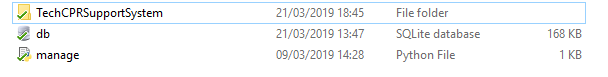 TechCPRSupportSystem 21/03/2019 18:45 File folder
db 21/03/2019 13:47 SQLite database 168 KB
manage 09/03/2019 14:28 Python File 1 KB